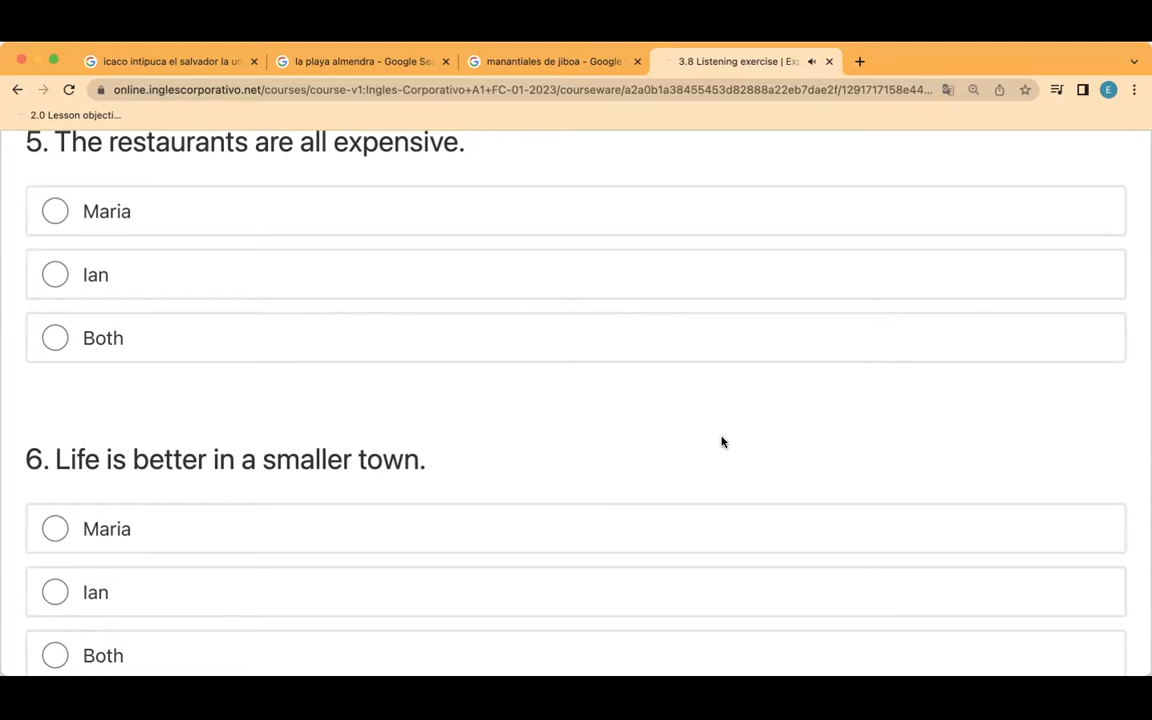 icaco intipuca el salvador la un
la playa almendra - Google Se
manantiales de jiboa - Google
3.8 Listening exercise | Ex
online.inglescorporativo.net/courses/course-v1:Ingles-Corporativo+A1+FC-01-2023/courseware/a2a0b1a38455453d82888a22eb7dae2f/1291717158e44...
E
2.0 Lesson objecti...
5. The restaurants are all expensive.
Maria
Ian
Both
6. Life is better in a smaller town.
Maria
Ian
Both